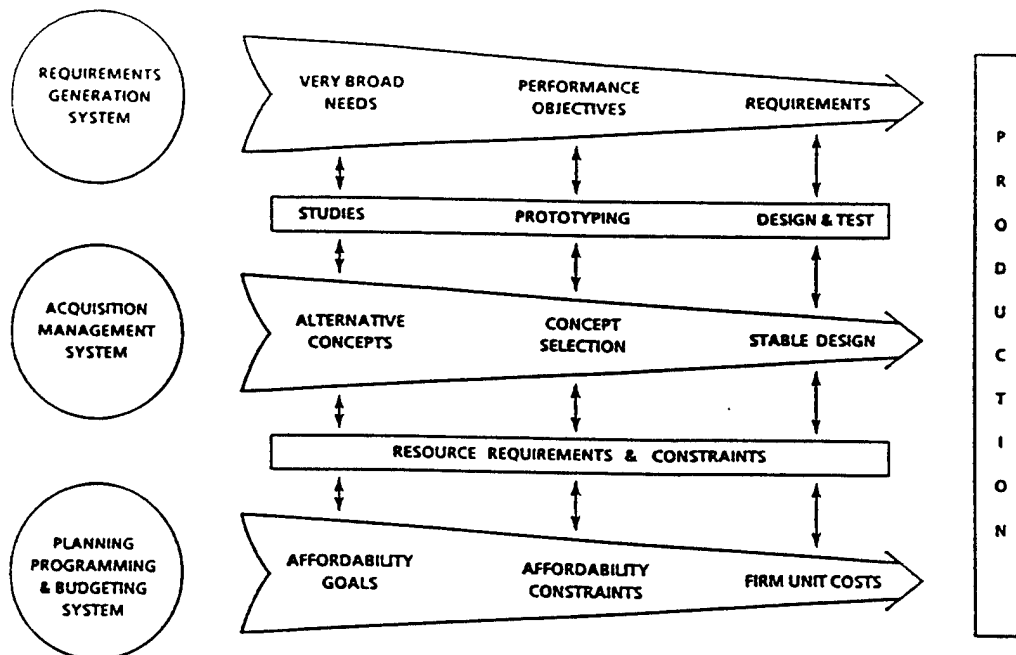 REQUIREMENTS
GENERATION
SYSTEM
VERY BROAD
NEEDS
PERFORMANCE
OBJECTIVES
REQUIREMENTS
STUDIES
PROTOTYPING
DESIGN & TEST
ACQUISITION
MANAGEMENT
SYSTEM
ALTERNATIVE
CONCEPTS
CONCEPT
SELECTION
STABLE DESIGN
RESOURCE REQUIREMENTS & CONSTRAINTS
PLANNING
PROGRAMMING
& BUDGETING
SYSTEM
AFFORDABILITY
GOALS
AFFORDABILITY
CONSTRAINTS
FIRM UNIT COSTS
PRODUCTION